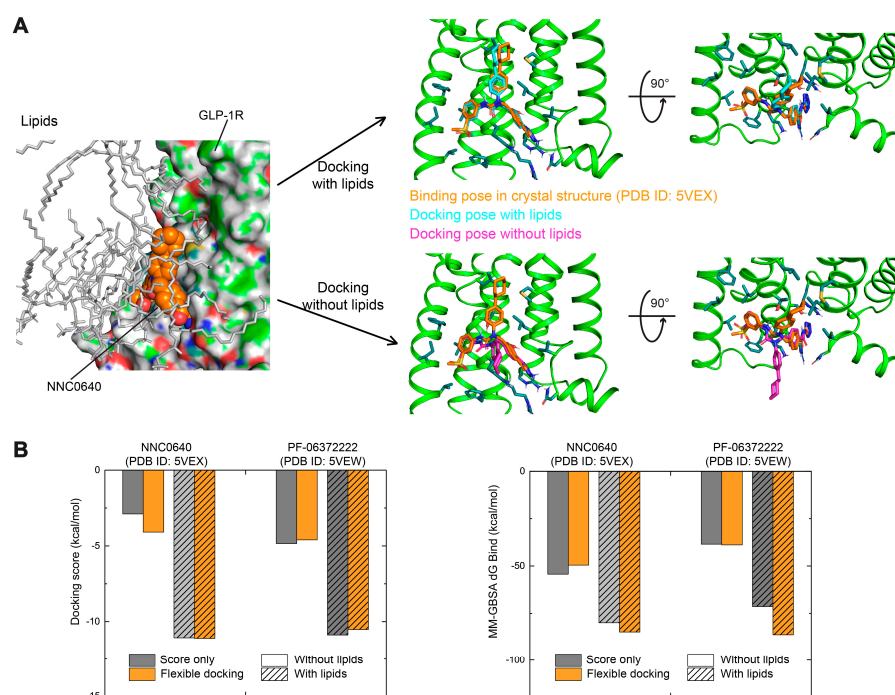 A
GLP-1R
Lipids
Docking
with lipids
90°
Binding pose in crystal structure (PDB ID: 5VEX)
Docking pose with lipids
Docking pose without lipids
Docking
without lipids
90°
NNC0640
B
NNC0640
(PDB ID: 5VEX)
PF-06372222
(PDB ID: 5VEW)
0
-5
-10
-15
Docking score (kcal/mol)
Score only
Flexible docking
Without lipids
With lipids
NNC0640
(PDB ID: 5VEX)
PF-06372222
(PDB ID: 5VEW)
0
-50
-100
MM-GBSA dG Bind (kcal/mol)
Score only
Flexible docking
Without lipids
With lipids